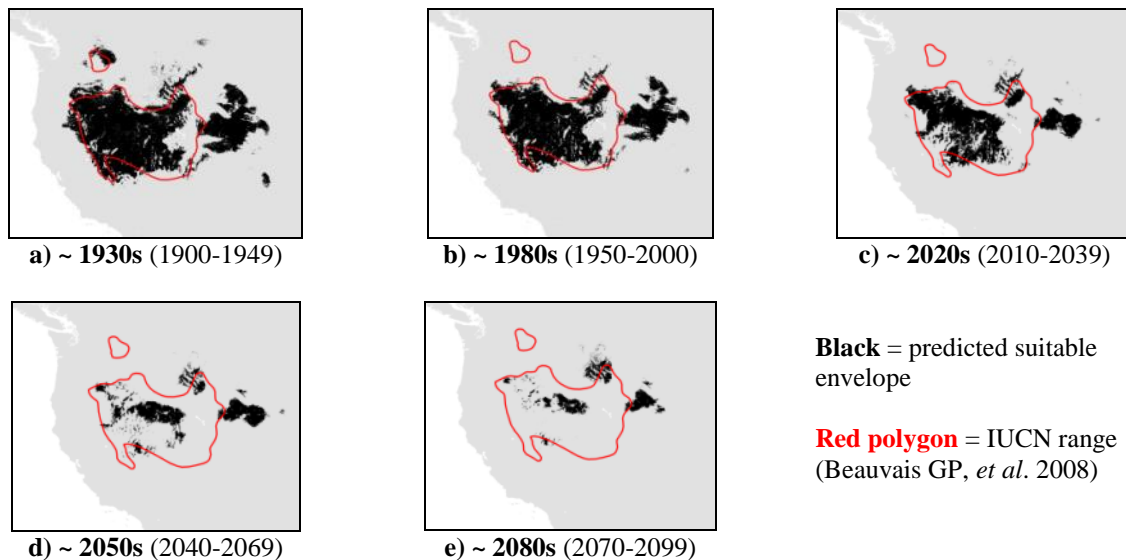 a) ~ 1930s (1900-1949)
b) ~ 1980s (1950-2000)
c) ~ 2020s (2010-2039)
d) ~ 2050s (2040-2069)
e) ~ 2080s (2070-2099)
Black = predicted suitable
envelope
Red polygon = IUCN range
(Beauvais GP, et al. 2008)